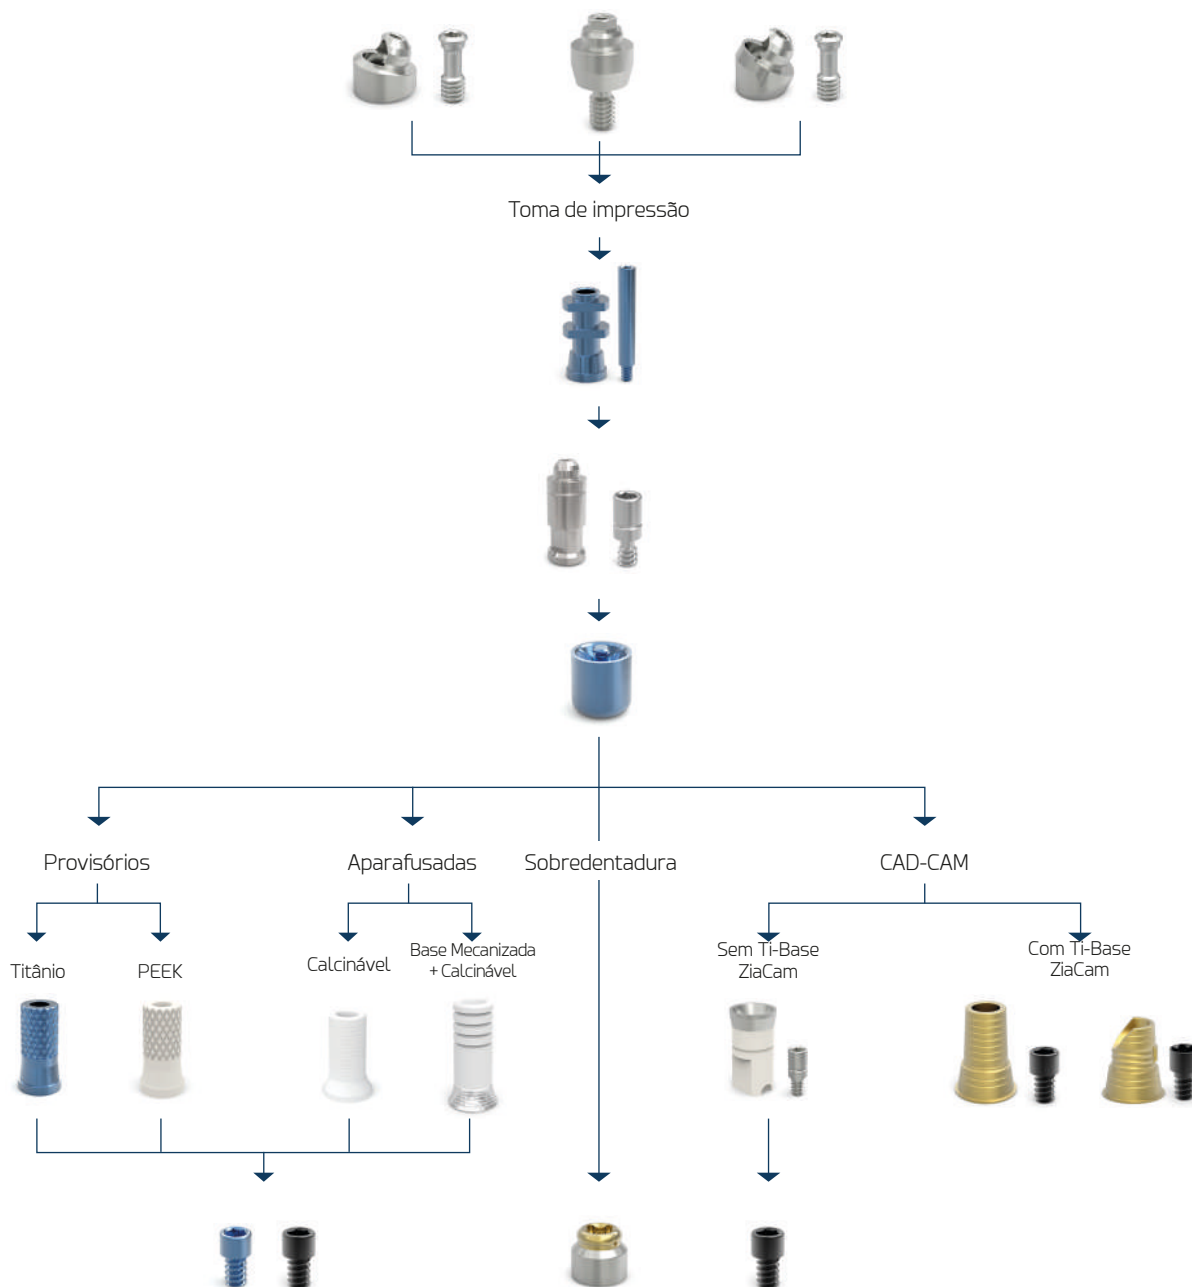 Toma de impressão
Provisórios
Aparafusadas
Sobredentadura
CAD-CAM
Titânio
PEEK
Calcinável
Base Mecanizada
+ Calcinável
Sem Ti-Base
ZiaCam
Com Ti-Base
ZiaCam